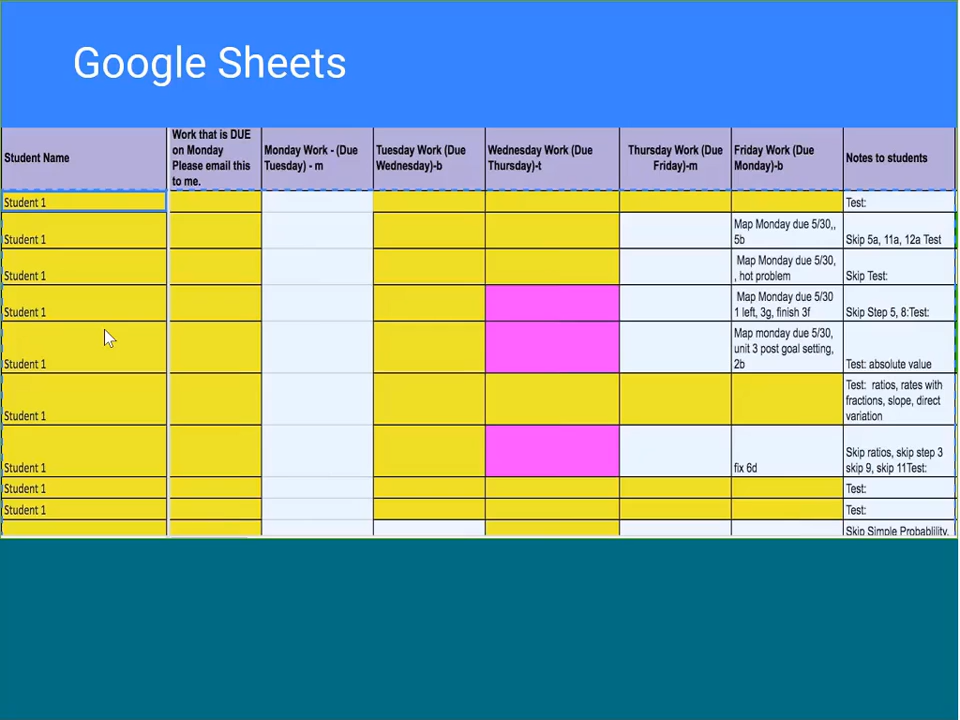 Google Sheets
Student Name
Work that is DUE
on Monday
Please email this
to me.
Monday Work - (Due
Tuesday) - m
Tuesday Work (Due
Wednesday)-b
Wednesday Work (Due
Thursday)-t
Thursday Work (Due
Friday)-m
Friday Work (Due
Monday)-b
Notes to students
Student 1
Test:
Student 1
Map Monday due 5/30,,
5b
Skip 5a, 11a, 12a Test
Student 1
Map Monday due 5/30,
, hot problem
Skip Test:
Student 1
Map Monday due 5/30
1 left, 3g, finish 3f
Skip Step 5, 8:Test:
Student 1
Map monday due 5/30,
unit 3 post goal setting,
2b
Test: absolute value
Student 1
Test: ratios, rates with
fractions, slope, direct
variation
Student 1
fix 6d
Skip ratios, skip step 3
skip 9, skip 11Test:
Student 1
Test:
Student 1
Test:
Skip Simple Probablility,